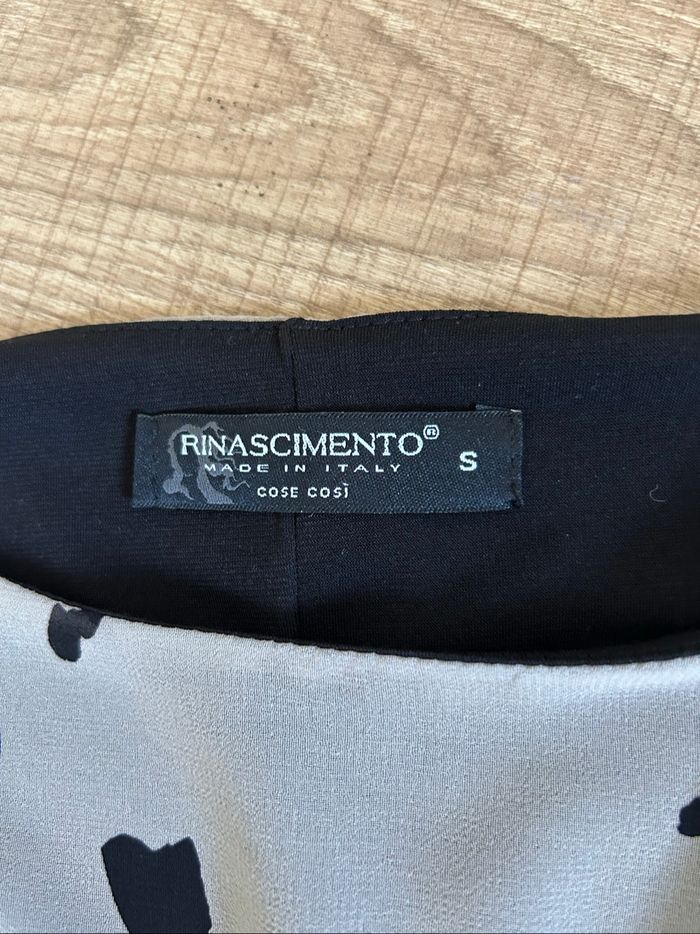 RINASCIMENTO®
MADE IN ITALY
COSE COSÌ
S